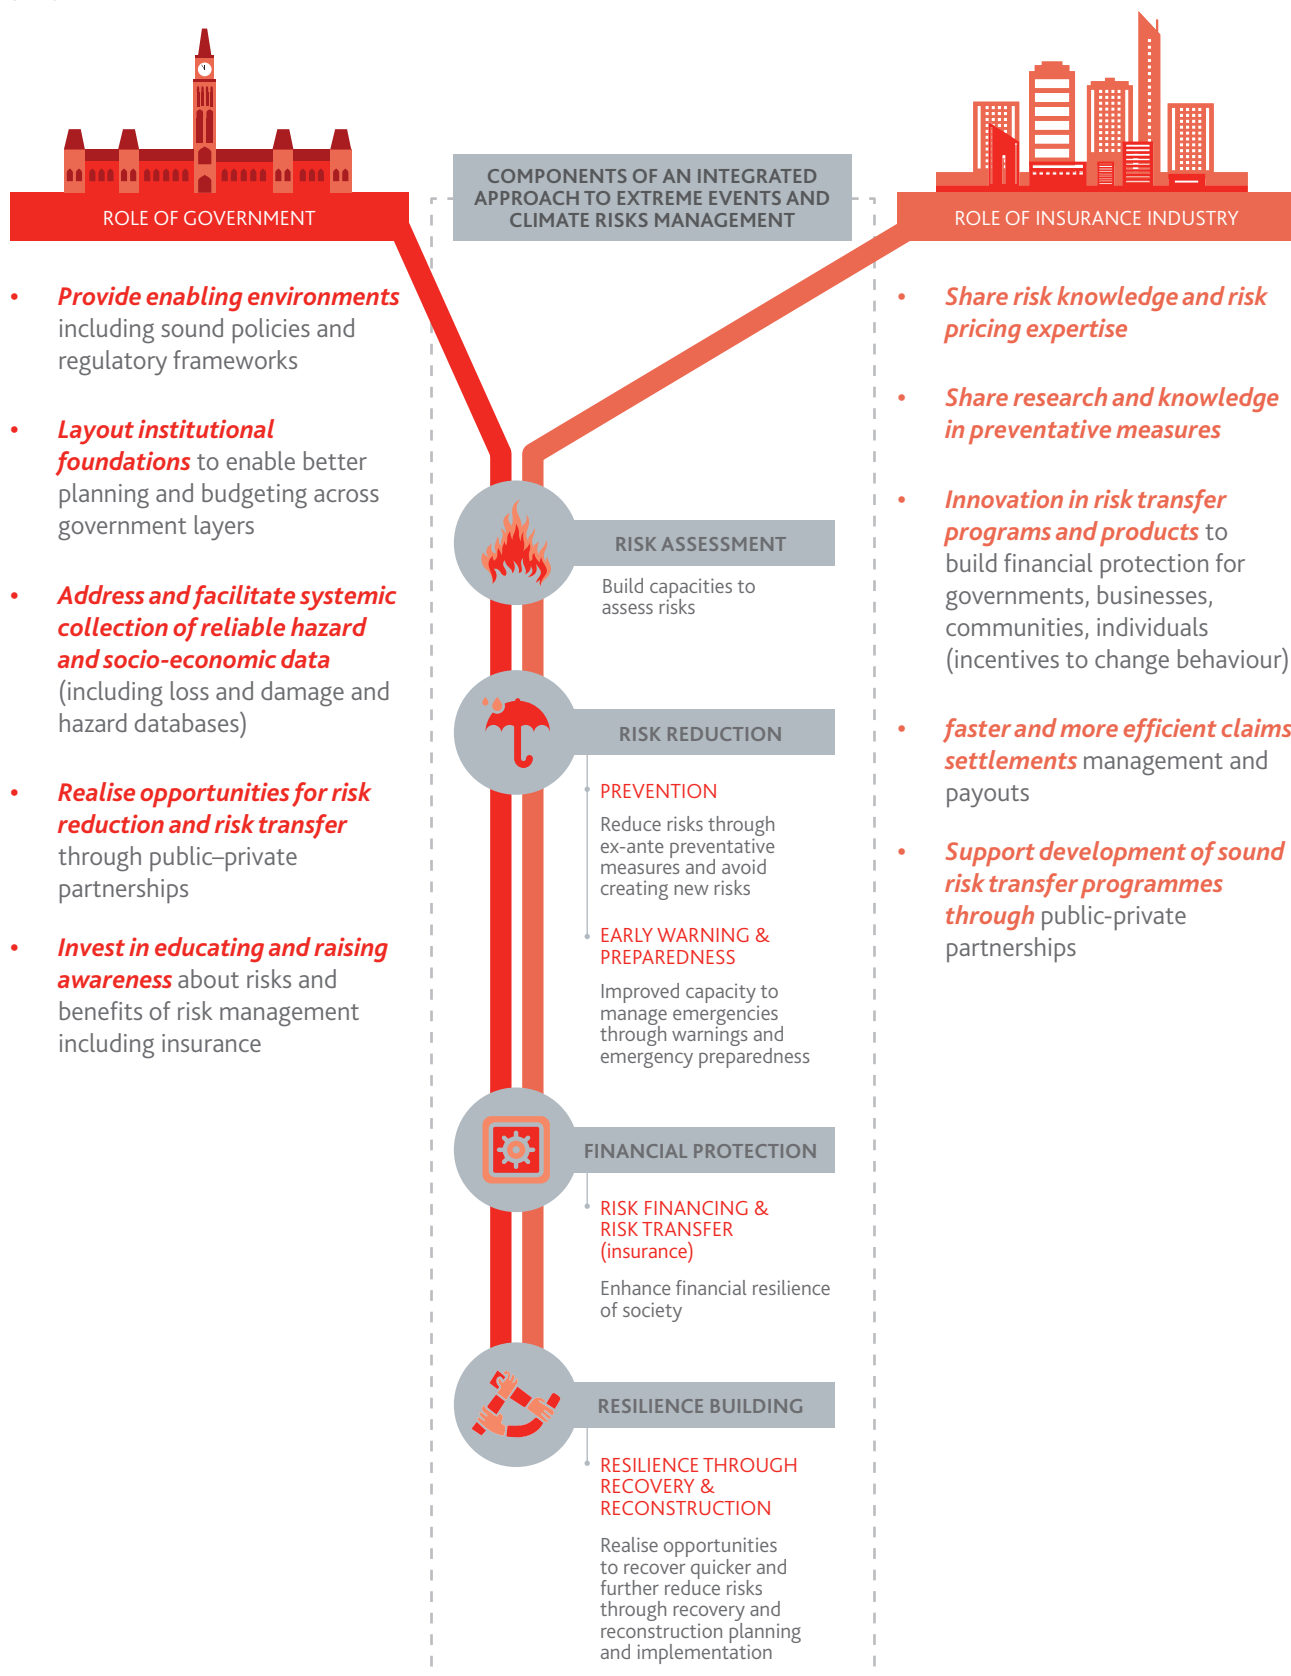 ROLE OF GOVERNMENT
• Provide enabling environments
including sound policies and
regulatory frameworks
• Layout institutional
foundations to enable better
planning and budgeting across
government layers
• Address and facilitate systemic
collection of reliable hazard
and socio-economic data
(including loss and damage and
hazard databases)
• Realise opportunities for risk
reduction and risk transfer
through public–private
partnerships
• Invest in educating and raising
awareness about risks and
benefits of risk management
including insurance
COMPONENTS OF AN INTEGRATED
APPROACH TO EXTREME EVENTS AND
CLIMATE RISKS MANAGEMENT
RISK ASSESSMENT
Build capacities to
assess risks
RISK REDUCTION
PREVENTION
Reduce risks through
ex-ante preventative
measures and avoid
creating new risks
EARLY WARNING &
PREPAREDNESS
Improved capacity to
manage emergencies
through warnings and
emergency preparedness
FINANCIAL PROTECTION
RISK FINANCING &
RISK TRANSFER
(insurance)
Enhance financial resilience
of society
RESILIENCE BUILDING
RESILIENCE THROUGH
RECOVERY &
RECONSTRUCTION
Realise opportunities
to recover quicker and
further reduce risks
through recovery and
reconstruction planning
and implementation
ROLE OF INSURANCE INDUSTRY
• Share risk knowledge and risk
pricing expertise
• Share research and knowledge
in preventative measures
• Innovation in risk transfer
programs and products to
build financial protection for
governments, businesses,
communities, individuals
(incentives to change behaviour)
• faster and more efficient claims
settlements management and
payouts
• Support development of sound
risk transfer programmes
through public-private
partnerships